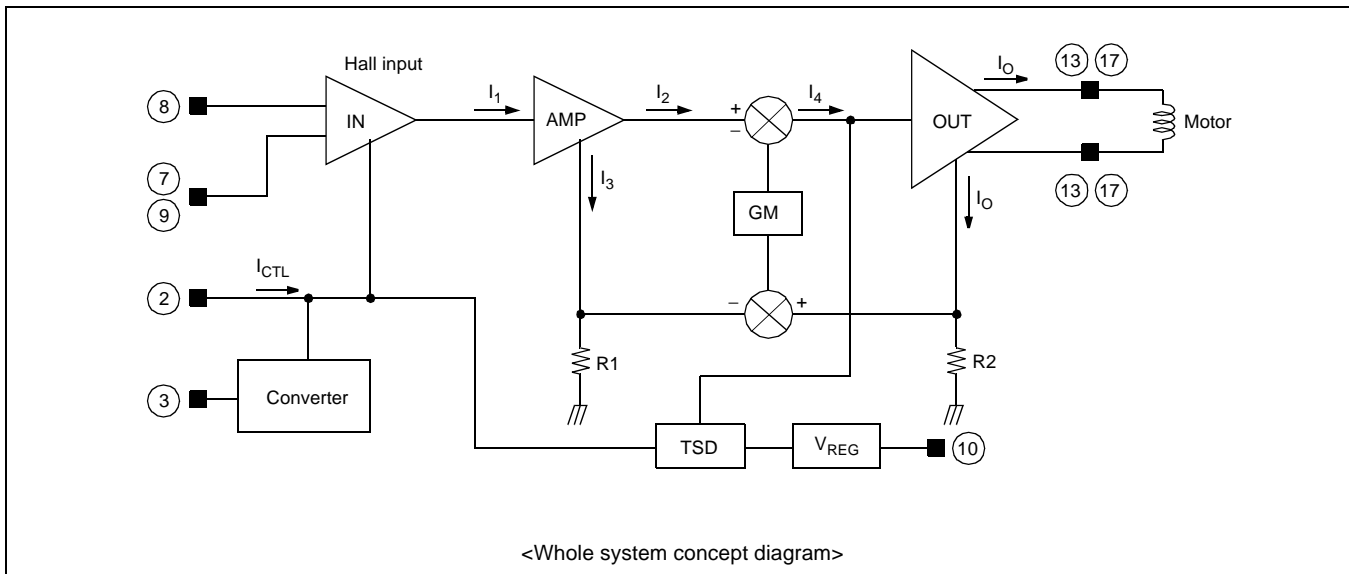 Hall input
8
IN
I1
AMP
I2
+
−
I4
OUT
IO
13 17
Motor
13 17
7
9
I3
GM
IO
ICTL
2
−
+
R1
R2
3
Converter
TSD
VREG
10
<Whole system concept diagram>